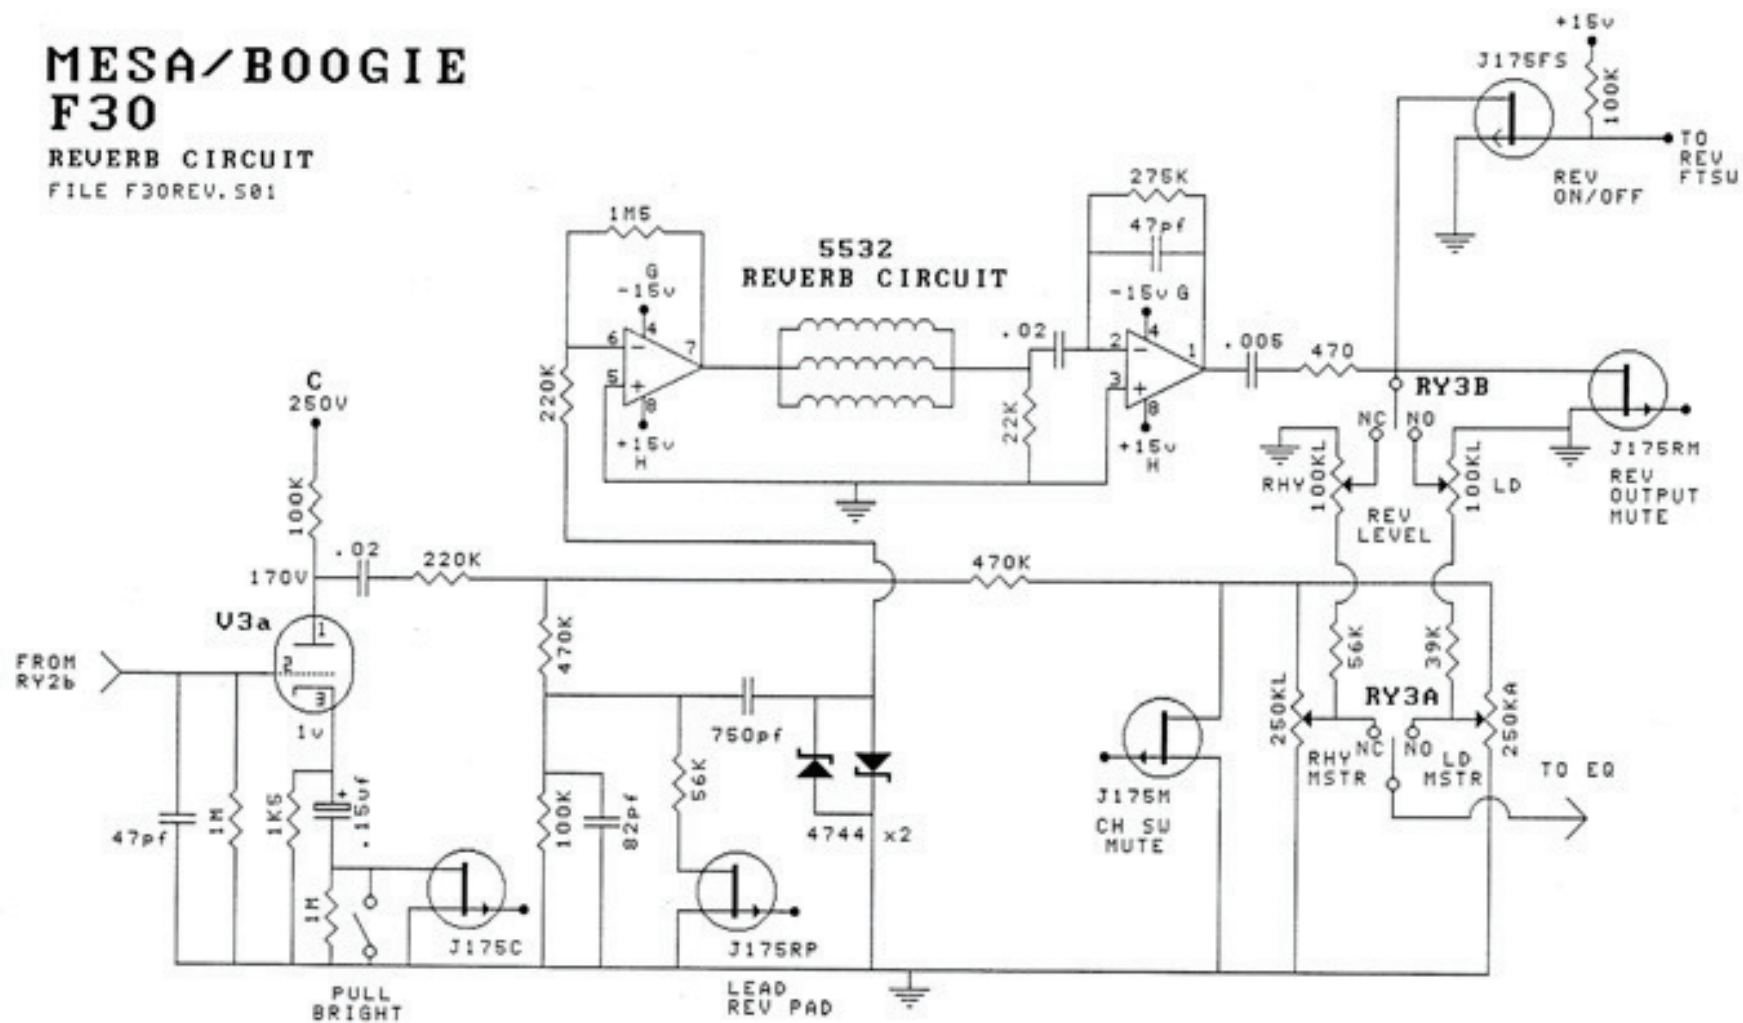 MESA/BOOGIE
F30
REVERB CIRCUIT
FILE F30REV.S01
+15v
J175FS
100K
TO
REV
FTSW
REV
ON/OFF
275K
47pf
1M5
5532
REVERB CIRCUIT
G
-15v
4
6
-
7
5
+
8
+15v
H
220K
.02
22K
-15v G
4
2
-
1
3
+
8
+15v
H
.005
470
RY3B
NC NO
RHY
100KL
100KL
LD
REV
LEVEL
J175RM
REV
OUTPUT
MUTE
C
250V
100K
170V
.02
220K
470K
V3a
1
2
3
1v
FROM
RY2b
47pf
1M
1K5
+
.15uf
1M
J175C
PULL
BRIGHT
470K
100K
82pf
750pf
56K
4744 x2
J175RP
LEAD
REV PAD
J175M
CH SW
MUTE
56K
39K
250KL
RY3A
250KA
NC NO
RHY
MSTR
LD
MSTR
TO EQ